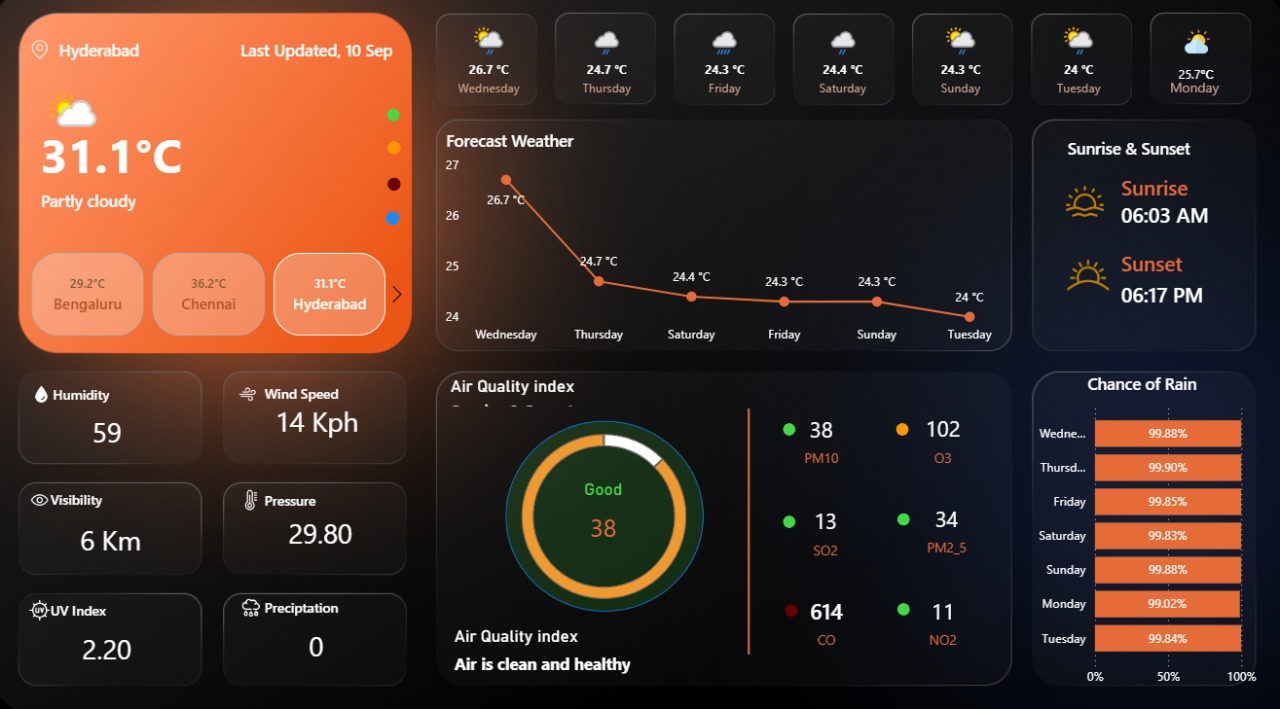 Hyderabad
Last Updated, 10 Sep
31.1°C
Partly cloudy
29.2°C
Bengaluru
36.2°C
Chennai
31.1°C
Hyderabad
26.7 °C
Wednesday
24.7 °C
Thursday
24.3 °C
Friday
24.4 °C
Saturday
24.3 °C
Sunday
24 °C
Tuesday
25.7°C
Monday
Forecast Weather
27
26
25
24
26.7 °C
24.7 °C
24.4 °C
24.3 °C
24.3 °C
24 °C
Wednesday
Thursday
Saturday
Friday
Sunday
Tuesday
Sunrise & Sunset
Sunrise
06:03 AM
Sunset
06:17 PM
Humidity
59
Wind Speed
14 Kph
Visibility
6 Km
Pressure
29.80
UV
UV Index
2.20
Preciptation
0
Air Quality index
Good
38
Air Quality index
Air is clean and healthy
38
PM10
102
O3
13
SO2
34
PM2_5
614
CO
11
NO2
Chance of Rain
Wedne... 99.88%
Thursd... 99.90%
Friday 99.85%
Saturday 99.83%
Sunday 99.88%
Monday 99.02%
Tuesday 99.84%
0% 50% 100%